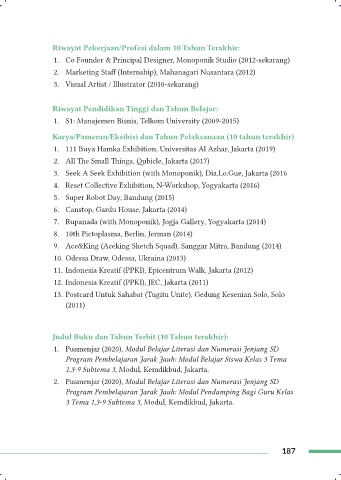 Riwayat Pekerjaan/Profesi dalam 10 Tahun Terakhir:
1. Co Founder & Principal Designer, Monoponik Studio (2012-sekarang)
2. Marketing Staff (Internship), Mahanagari Nusantara (2012)
3. Visual Artist / Illustrator (2010-sekarang)
Riwayat Pendidikan Tinggi dan Tahun Belajar:
1. S1: Manajemen Bisnis, Telkom University (2009-2015)
Karya/Pameran/Eksibisi dan Tahun Pelaksanaan (10 tahun terakhir)
1. 111 Buya Hamka Exhibition, Universitas Al Azhar, Jakarta (2019)
2. All The Small Things, Qubicle, Jakarta (2017)
3. Seek A Seek Exhibition (with Monoponik), Dia.Lo.Gue, Jakarta (2016
4. Reset Collective Exhibition, N-Workshop, Yogyakarta (2016)
5. Super Robot Day, Bandung (2015)
6. Canstop, Gardu House, Jakarta (2014)
7. Rupanada (with Monoponik), Jogja Gallery, Yogyakarta (2014)
8. 10th Pictoplasma, Berlin, Jerman (2014)
9. Ace&King (Aceking Sketch Squad), Sanggar Mitra, Bandung (2014)
10. Odessa Draw, Odessa, Ukraina (2013)
11. Indonesia Kreatif (PPKI), Epicentrum Walk, Jakarta (2012)
12. Indonesia Kreatif (PPKI), JEC, Jakarta (2011)
13. Postcard Untuk Sahabat (Tugitu Unite), Gedung Kesenian Solo, Solo
(2011)
Judul Buku dan Tahun Terbit (10 Tahun terakhir):
1. Pusmenjar (2020), Modul Belajar Literasi dan Numerasi Jenjang SD
Program Pembelajaran Jarak Jauh: Modul Belajar Siswa Kelas 3 Tema
1,3-9 Subtema 3, Modul, Kemdikbud, Jakarta.
2. Pusmenjar (2020), Modul Belajar Literasi dan Numerasi Jenjang SD
Program Pembelajaran Jarak Jauh: Modul Pendamping Bagi Guru Kelas
3 Tema 1,3-9 Subtema 3, Modul, Kemdikbud, Jakarta.
187